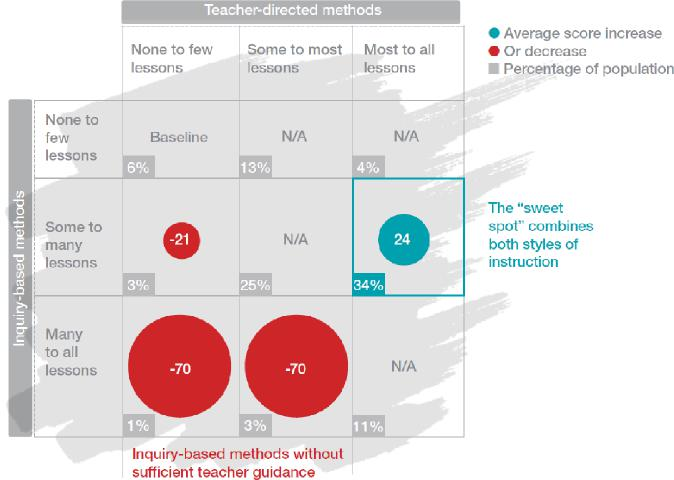 Teacher-directed methods
None to few
lessons
Some to most
lessons
Most to all
lessons
Average score increase
Or decrease
Percentage of population
Inquiry-based methods
None to
few
lessons
Baseline
N/A
N/A
6%
13%
4%
Some to
many
lessons
-21
N/A
24
3%
25%
34%
The “sweet
spot” combines
both styles of
instruction
Many
to all
lessons
-70
-70
N/A
1%
3%
11%
Inquiry-based methods without
sufficient teacher guidance